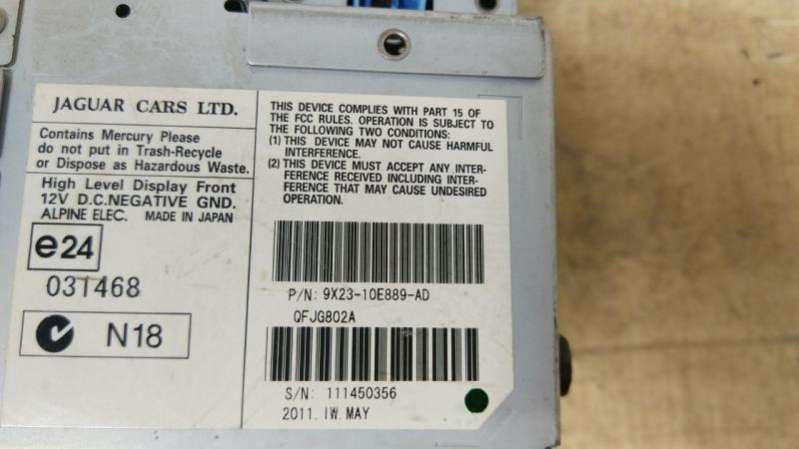 JAGUAR CARS LTD.
Contains Mercury Please
do not put in Trash-Recycle
or Dispose as Hazardous Waste.
High Level Display Front
12V D.C.NEGATIVE GND.
ALPINE ELEC. MADE IN JAPAN
e24
031468
N18
THIS DEVICE COMPLIES WITH PART 15 OF
THE FCC RULES. OPERATION IS SUBJECT TO
THE FOLLOWING TWO CONDITIONS:
(1) THIS DEVICE MAY NOT CAUSE HARMFUL
INTERFERENCE.
(2) THIS DEVICE MUST ACCEPT ANY INTER-
FERENCE RECEIVED INCLUDING INTER-
FERENCE THAT MAY CAUSE UNDESIRED
OPERATION.
P/N: 9X23-10E889-AD
QFJG802A
S/N: 111450356
2011. IW. MAY